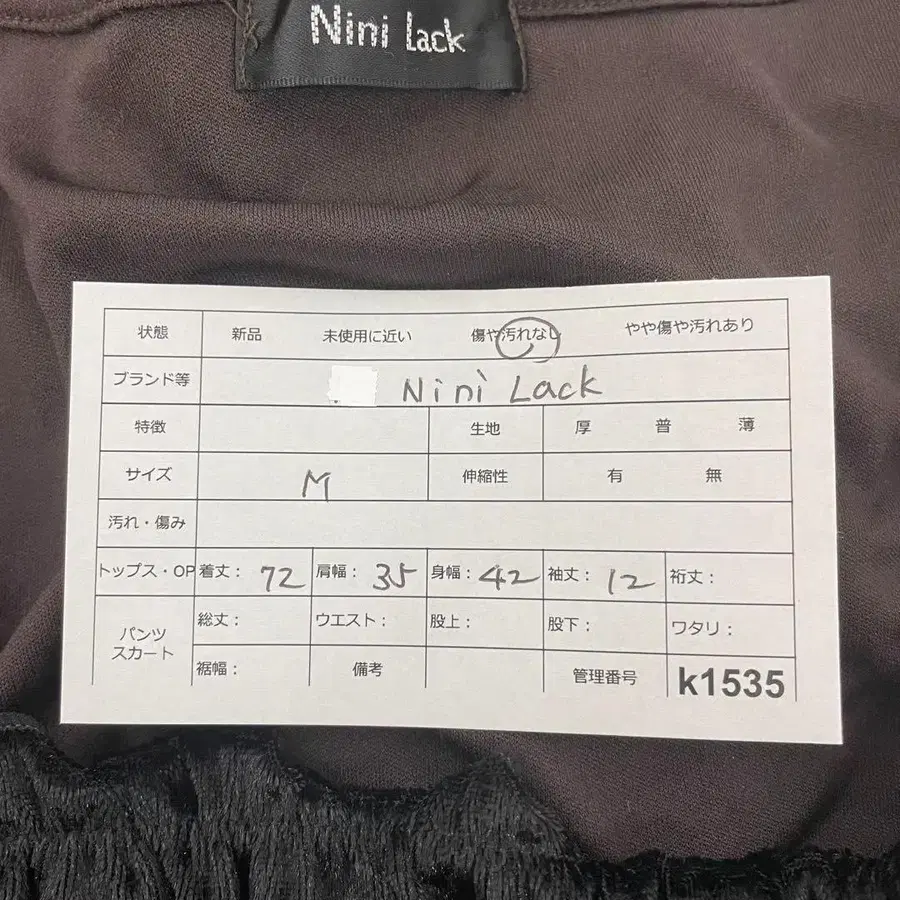 Nini Lack
状態 新品 未使用に近い 傷や汚れなし やや傷や汚れあり
ブランド等 Nini Lack
特徴 生地 厚 普 薄
サイズ M 伸縮性 有 無
汚れ・傷み
トップス・OP 着丈： 72 肩幅： 35 身幅： 42 袖丈： 12 裄丈：
パンツ
スカート
総丈： ウエスト： 股上： 股下： ワタリ：
裾幅： 備考 管理番号 k1535